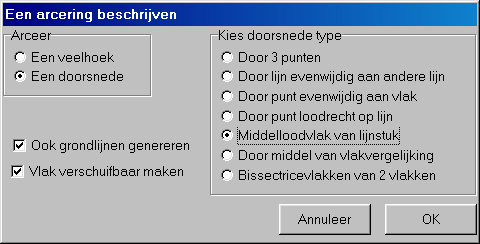 Een arcering beschrijven
Arceer
Een veelhoek
Een doorsnede
Ook grondlijnen genereren
Vlak verschuifbaar maken
Kies doorsnede type
Door 3 punten
Door lijn evenwijdig aan andere lijn
Door punt evenwijdig aan vlak
Door punt loodrecht op lijn
Middelloodvlak van lijnstuk
Door middel van vlakvergelijking
Bissectricevlakken van 2 vlakken
Annuleer
OK